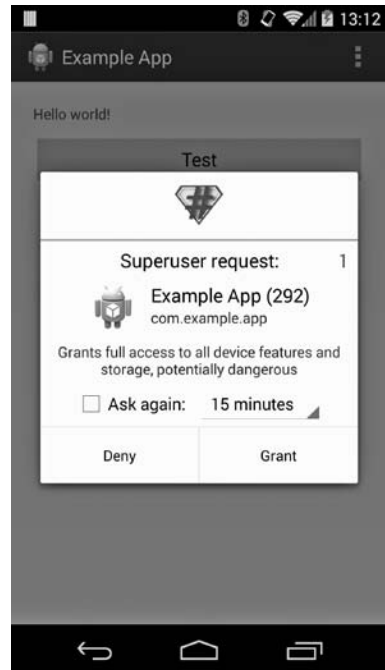 13:12
Example App
Hello world!
Test
#
Superuser request: 1
Example App (292)
com.example.app
Grants full access to all device features and
storage, potentially dangerous
Ask again: 15 minutes
Deny Grant